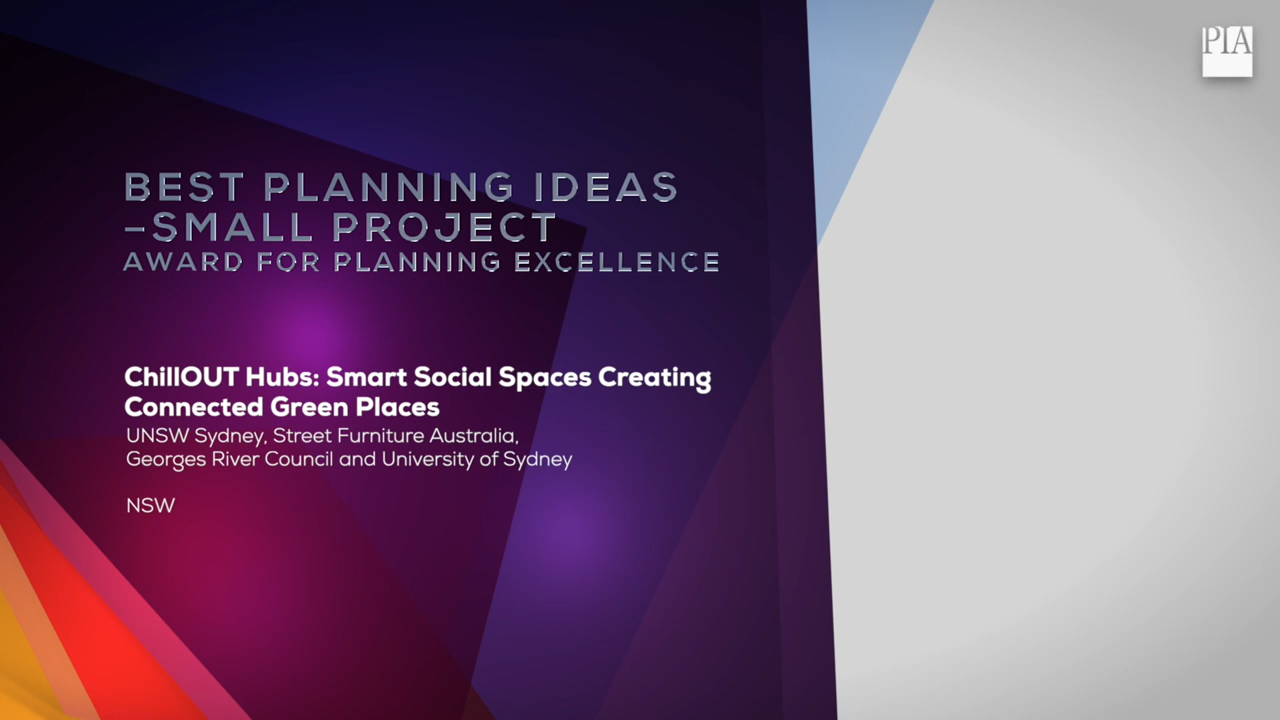 PIA
BEST PLANNING IDEAS
–SMALL PROJECT
AWARD FOR PLANNING EXCELLENCE
ChillOUT Hubs: Smart Social Spaces Creating
Connected Green Places
UNSW Sydney, Street Furniture Australia,
Georges River Council and University of Sydney
NSW